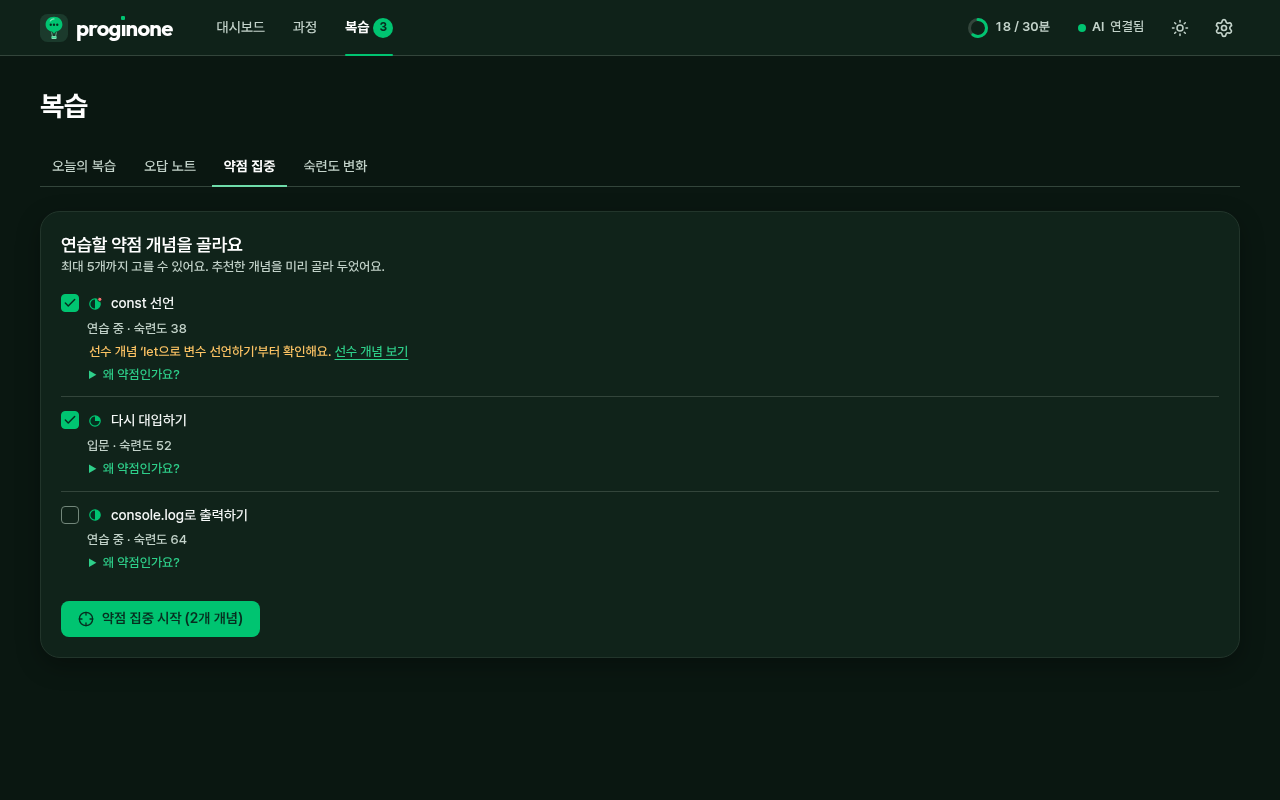 proginone
대시보드
과정
복습 3
18 / 30분
AI 연결됨
복습
오늘의 복습
오답 노트
약점 집중
숙련도 변화
연습할 약점 개념을 골라요
최대 5개까지 고를 수 있어요. 추천한 개념을 미리 골라 두었어요.
const 선언
연습 중 · 숙련도 38
선수 개념 ‘let으로 변수 선언하기’부터 확인해요. 선수 개념 보기
왜 약점인가요?
다시 대입하기
입문 · 숙련도 52
왜 약점인가요?
console.log로 출력하기
연습 중 · 숙련도 64
왜 약점인가요?
약점 집중 시작 (2개 개념)